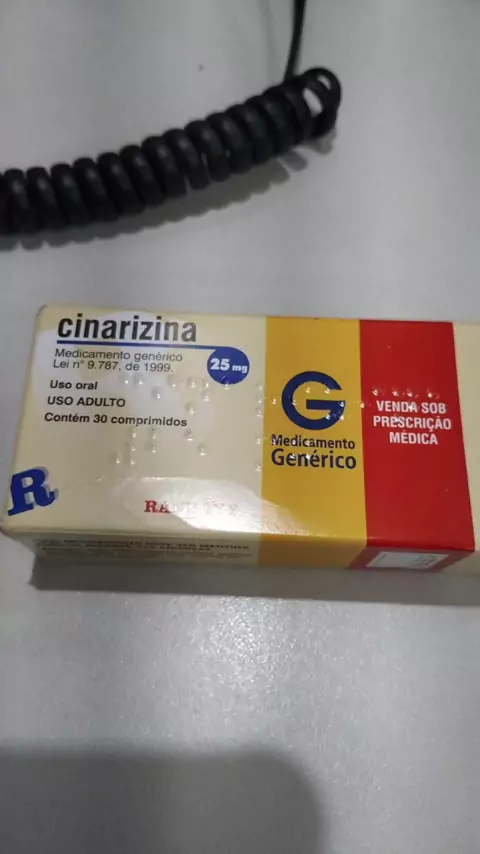 cinarizina
Medicamento genérico
Lei n° 9.787, de 1999.
25 mg
Uso oral
USO ADULTO
Contém 30 comprimidos
R
G
Medicamento
Genérico
VENDA SOB
PRESCRIÇÃO
MÉDICA